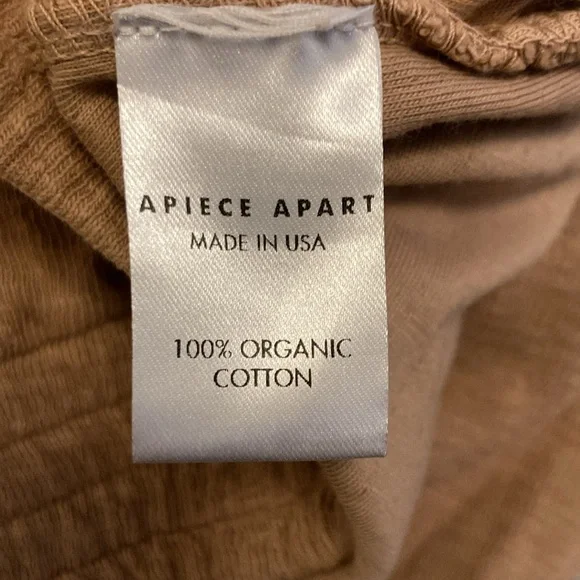 APIECE APART
MADE IN USA
100% ORGANIC
COTTON